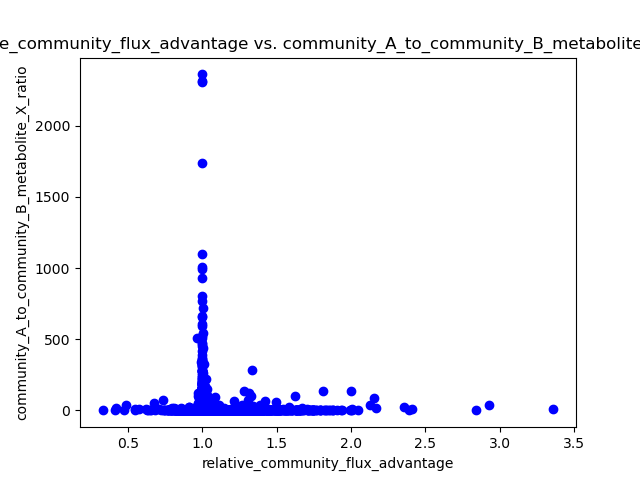 e_community_flux_advantage vs. community_A_to_community_B_metabolite
community_A_to_community_B_metabolite_X_ratio
2000
1500
1000
500
0
0.5 1.0 1.5 2.0 2.5 3.0 3.5
relative_community_flux_advantage